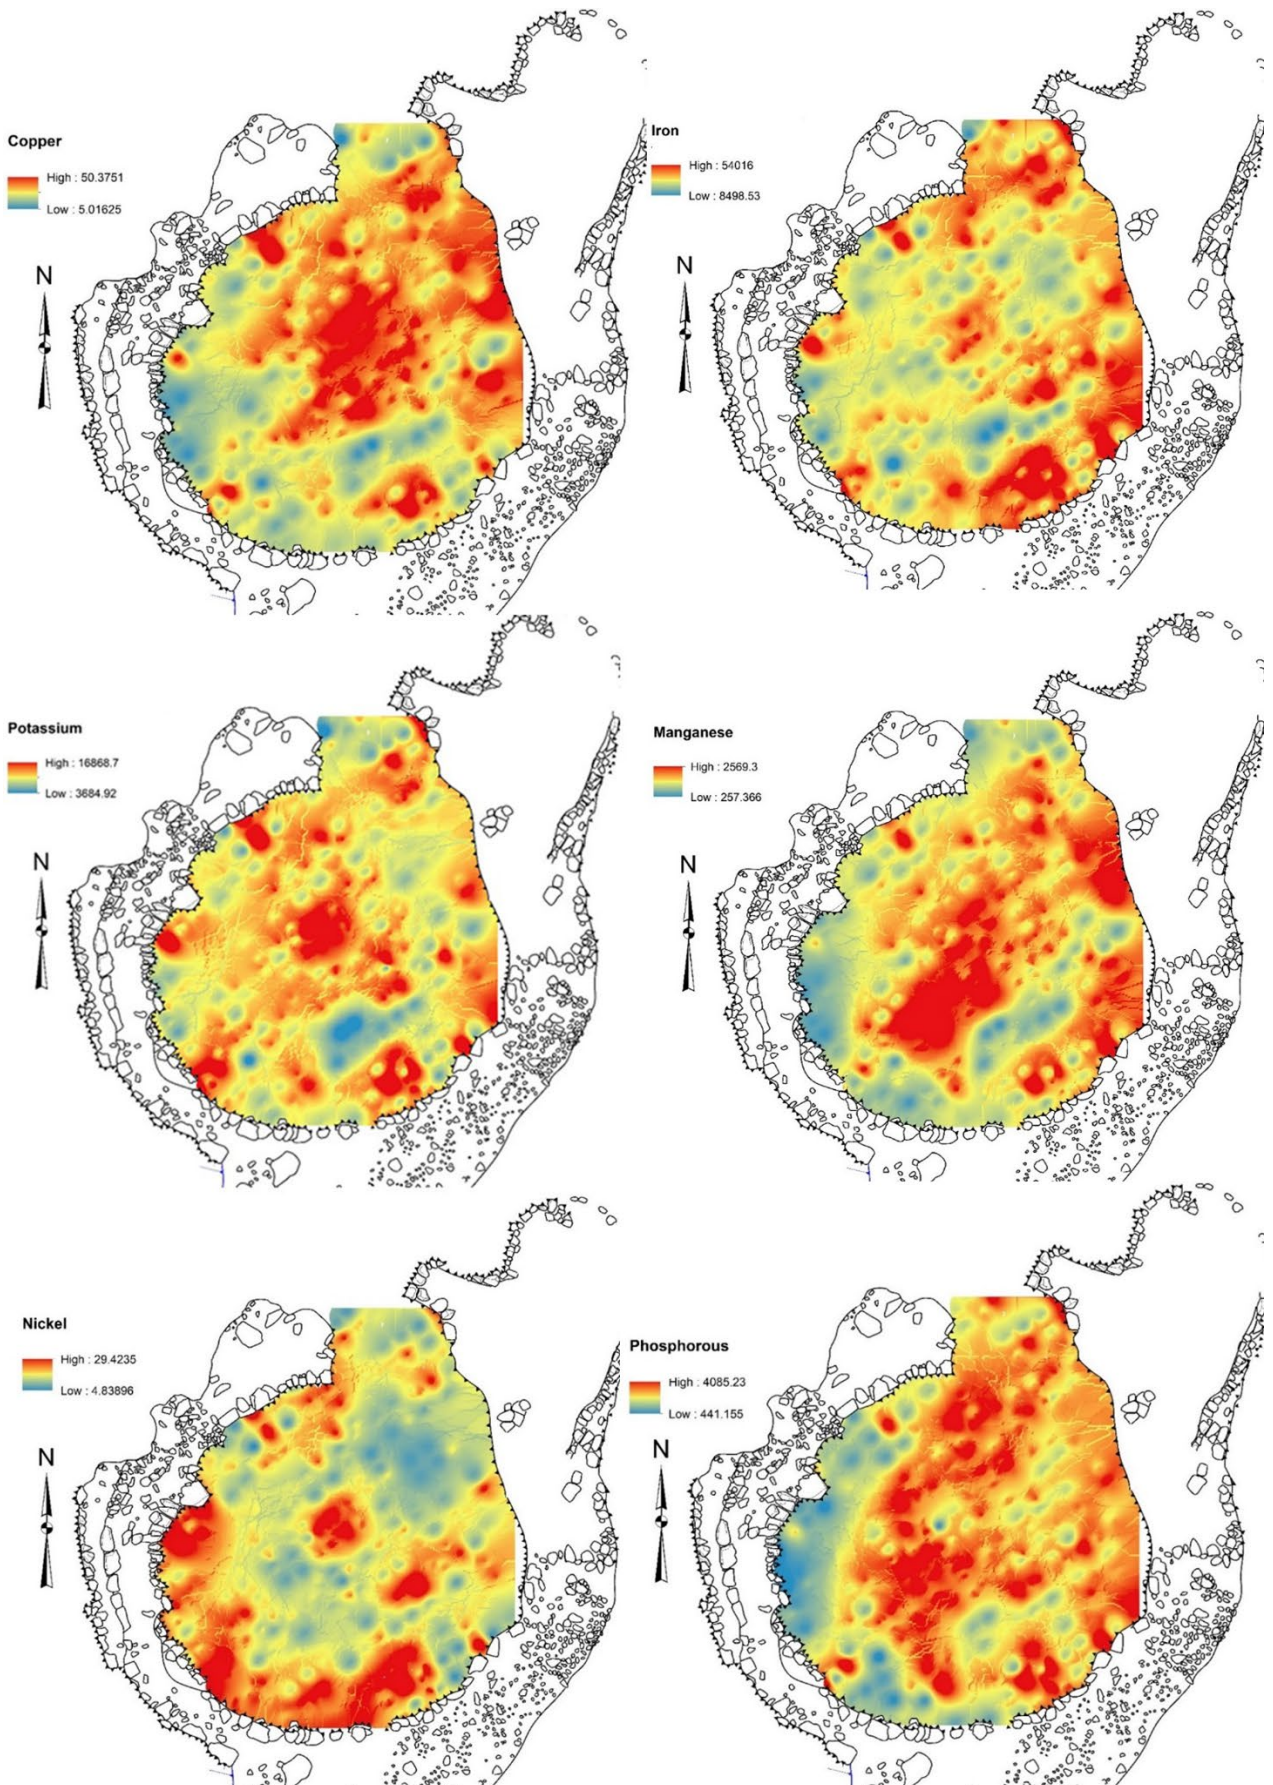 Copper
High : 50.3751
Low : 5.01625
N
Iron
High : 54016
Low : 8498.53
N
Potassium
High : 16868.7
Low : 3684.92
N
Manganese
High : 2569.3
Low : 257.366
N
Nickel
High : 29.4235
Low : 4.83896
N
Phosphorous
High : 4085.23
Low : 441.155
N